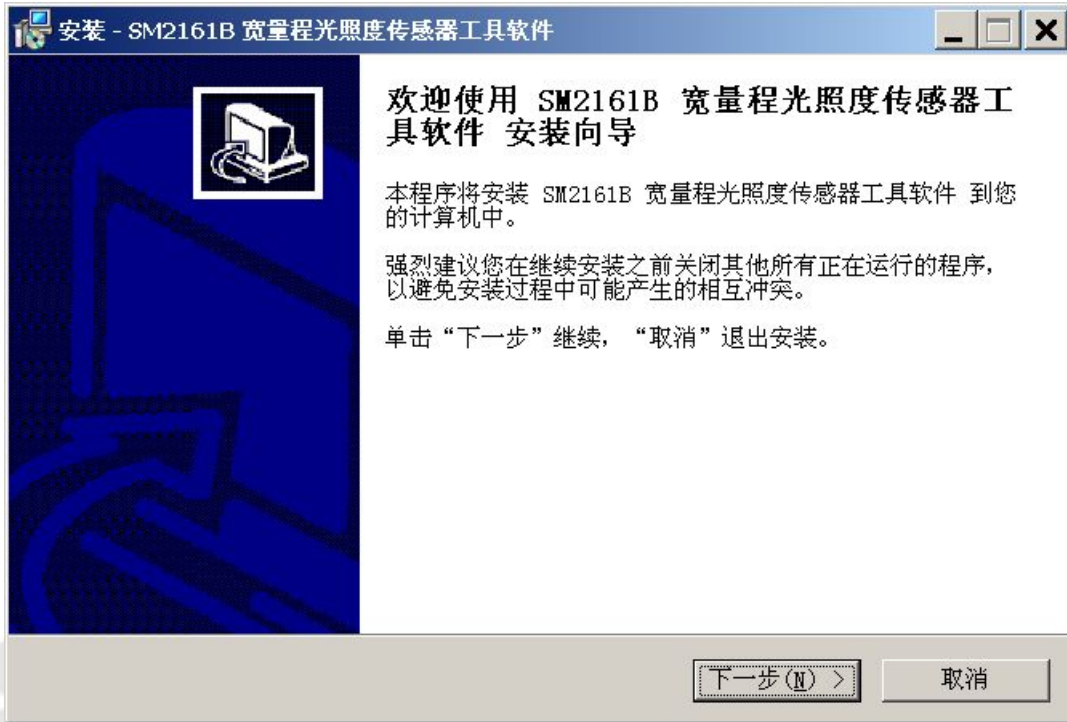 安装 - SM2161B 宽量程光照度传感器工具软件
欢迎使用 SM2161B 宽量程光照度传感器工
具软件 安装向导
本程序将安装 SM2161B 宽量程光照度传感器工具软件 到您
的计算机中。
强烈建议您在继续安装之前关闭其他所有正在运行的程序，
以避免安装过程中可能产生的相互冲突。
单击“下一步”继续，“取消”退出安装。
下一步(N) >
取消